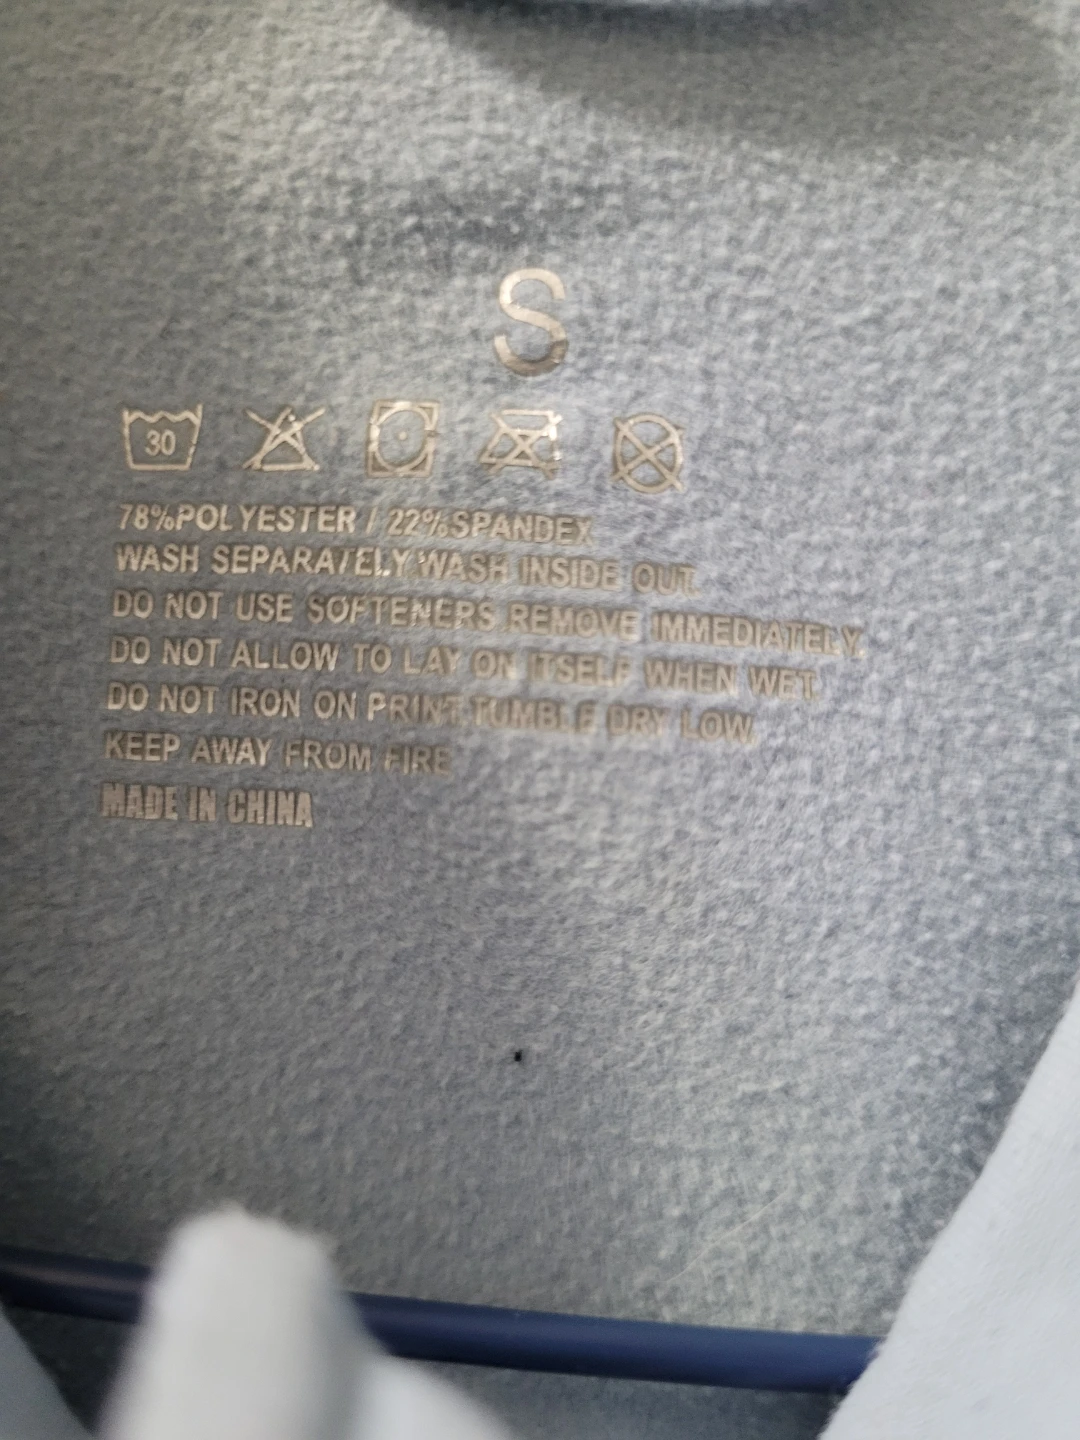 S
30
78%POLYESTER / 22%SPANDEX
WASH SEPARATELY.WASH INSIDE OUT.
DO NOT USE SOFTENERS.REMOVE IMMEDIATELY.
DO NOT ALLOW TO LAY ON ITSELF WHEN WET.
DO NOT IRON ON PRINT.TUMBLE DRY LOW.
KEEP AWAY FROM FIRE
MADE IN CHINA